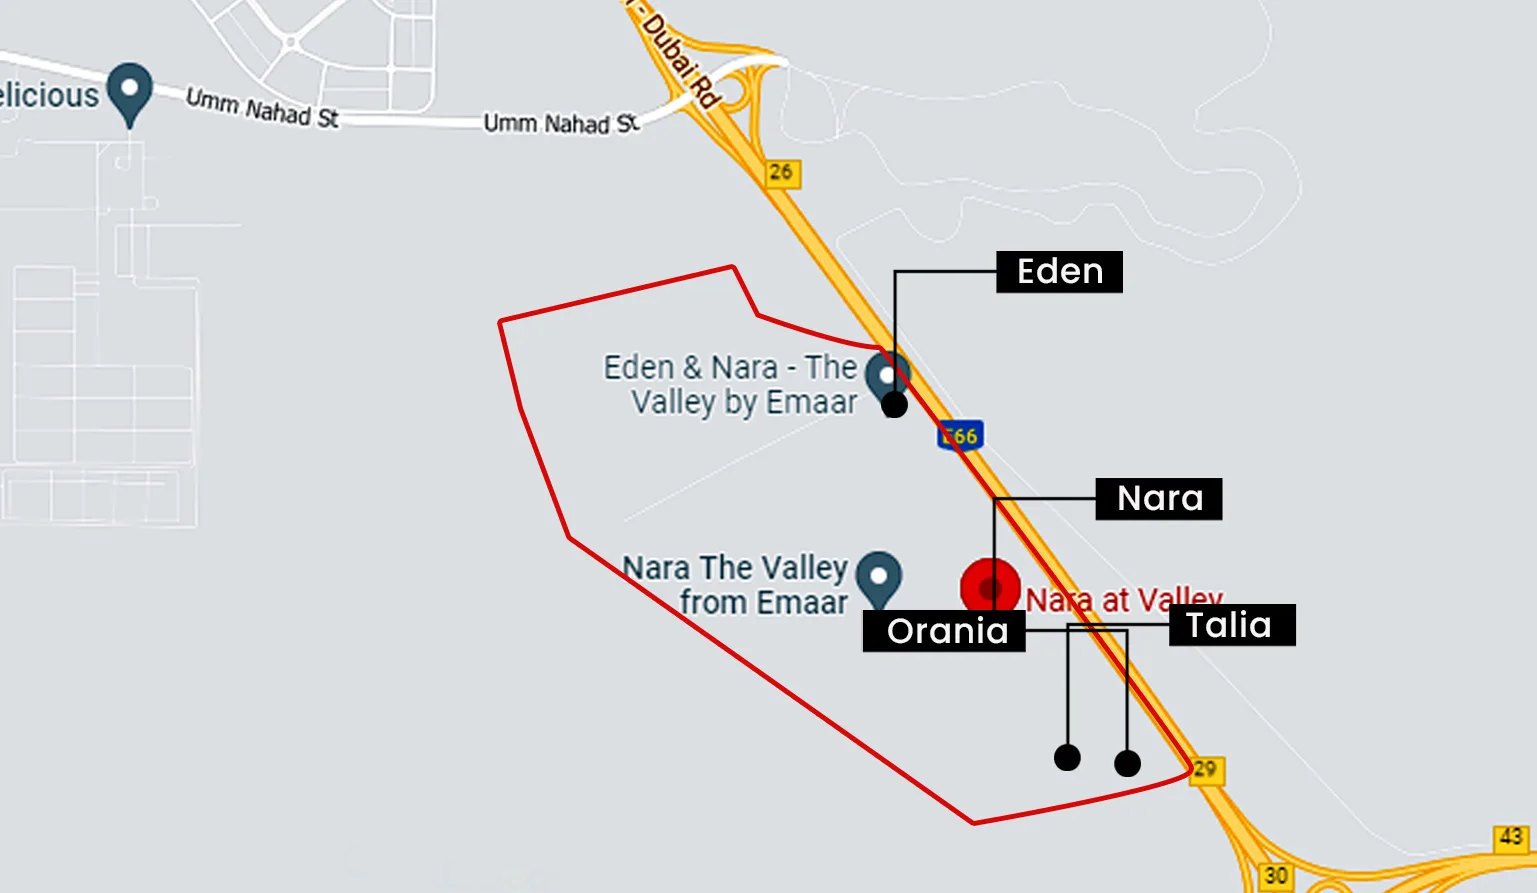 - Dubai Rd
elicious
Umm Nahad St
Umm Nahad St
26
Eden
Eden & Nara - The
Valley by Emaar
E66
Nara
Nara The Valley
from Emaar
Nara at Valley
Orania
Talia
29
43
30